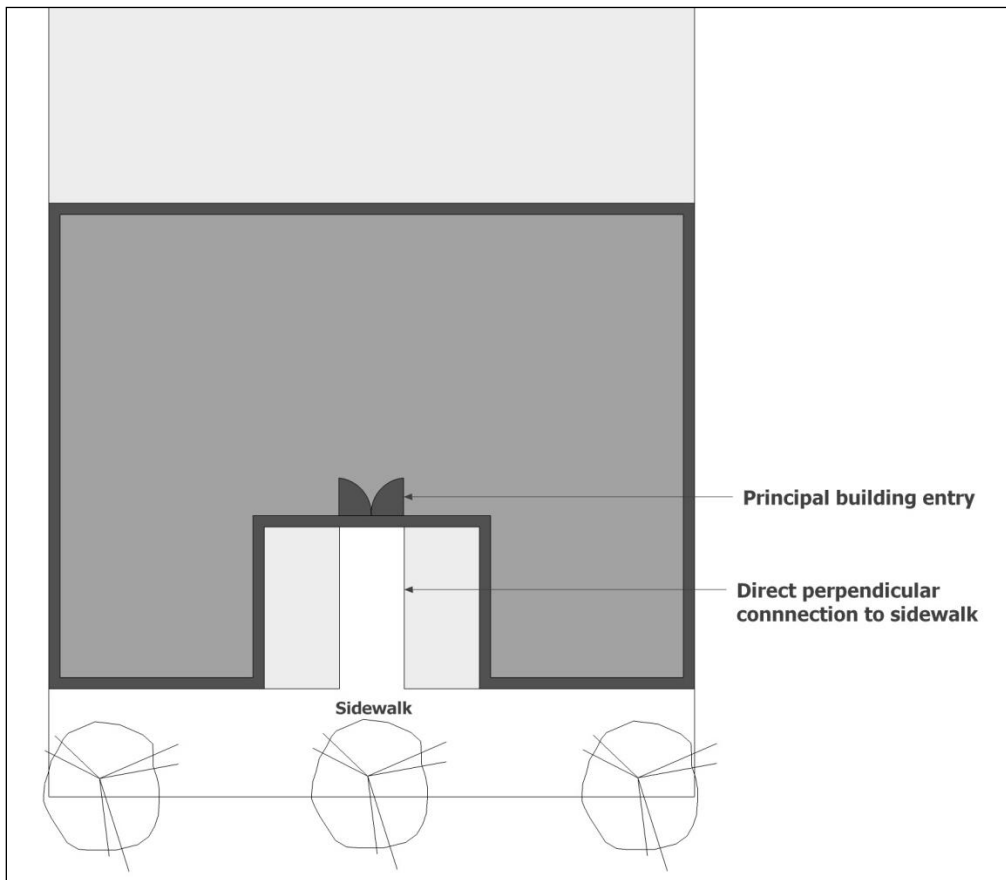 Principal building entry
Direct perpendicular
connnection to sidewalk
Sidewalk